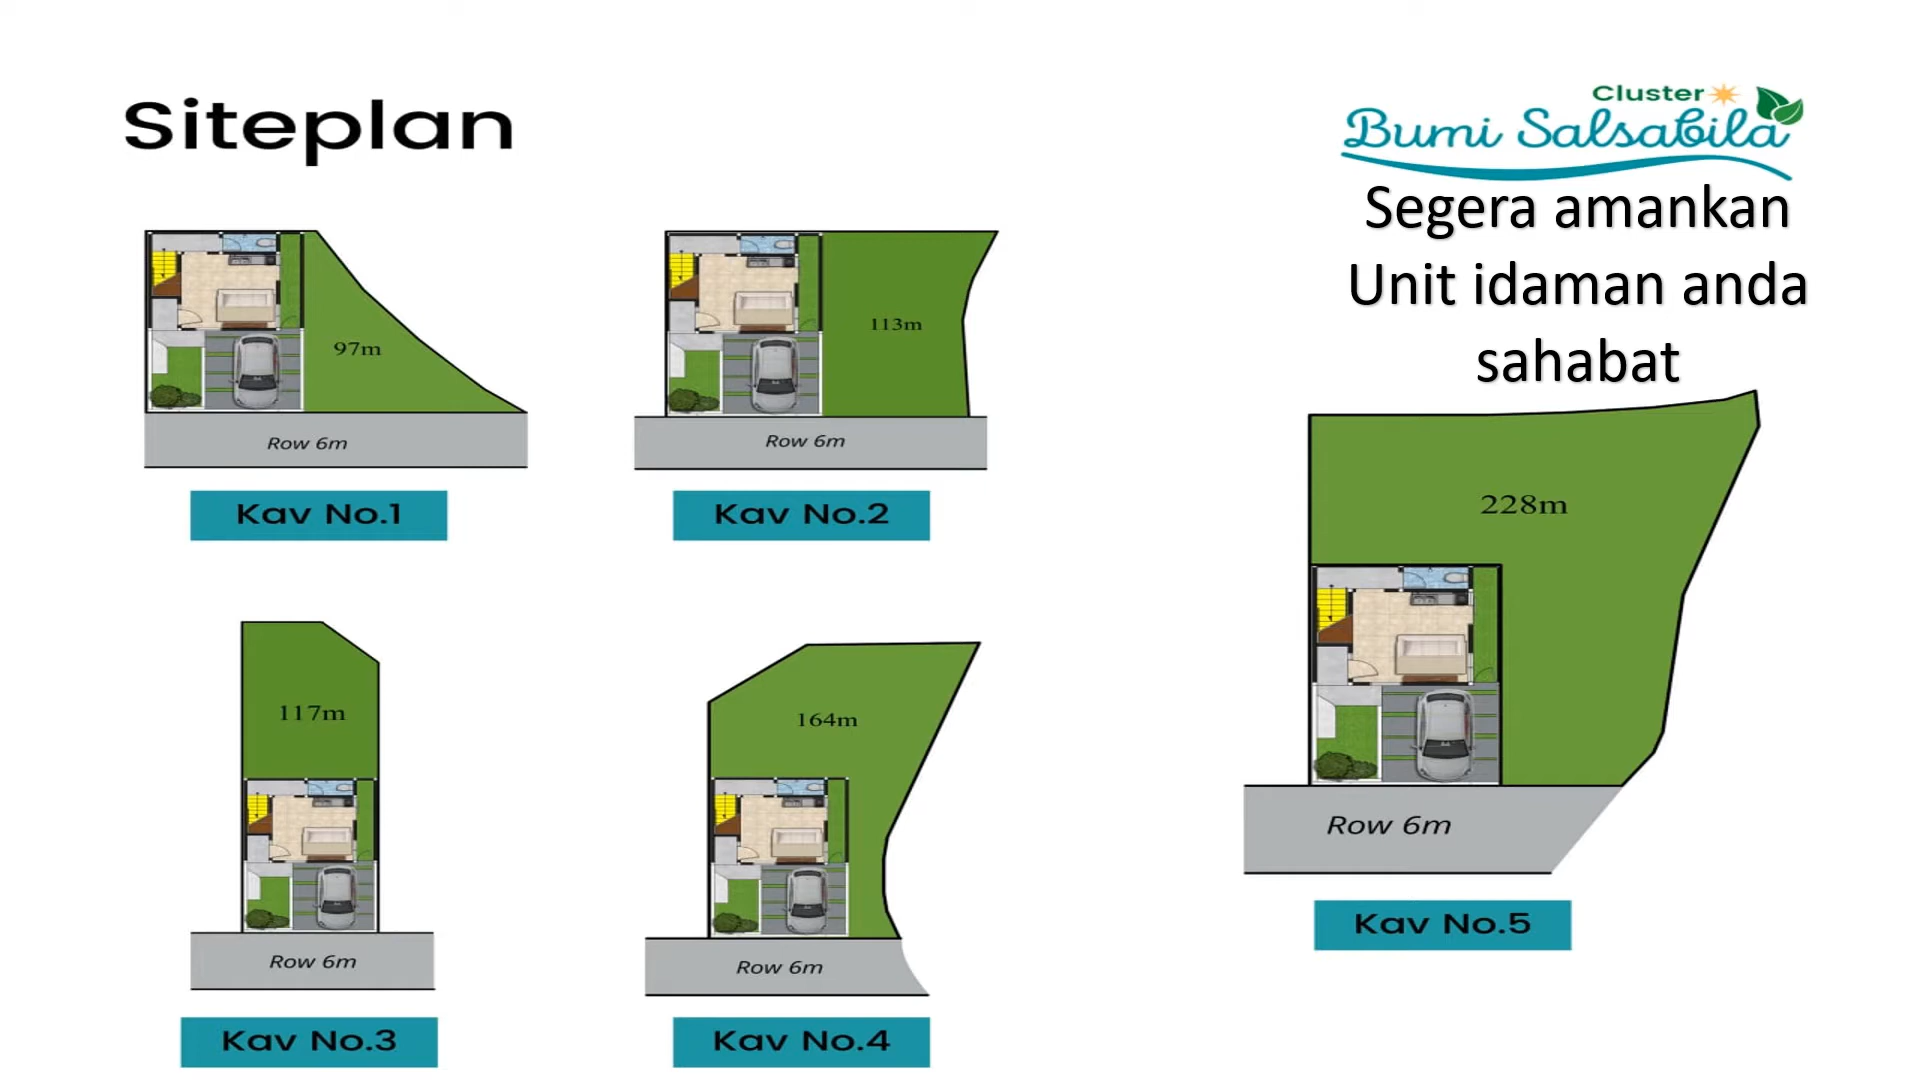 Siteplan
Cluster
Bumi Salsabila
Segera amankan
Unit idaman anda
sahabat
97m
Row 6m
Kav No.1
113m
Row 6m
Kav No.2
117m
Row 6m
Kav No.3
164m
Row 6m
Kav No.4
228m
Row 6m
Kav No.5